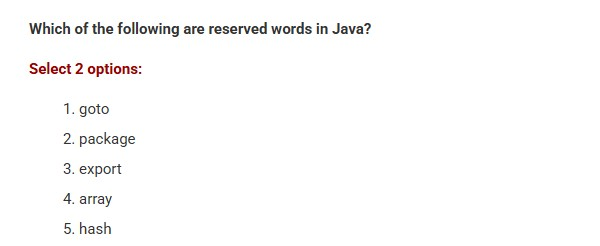 Which of the following are reserved words in Java?
Select 2 options:
1. goto
2. package
3. export
4. array
5. hash